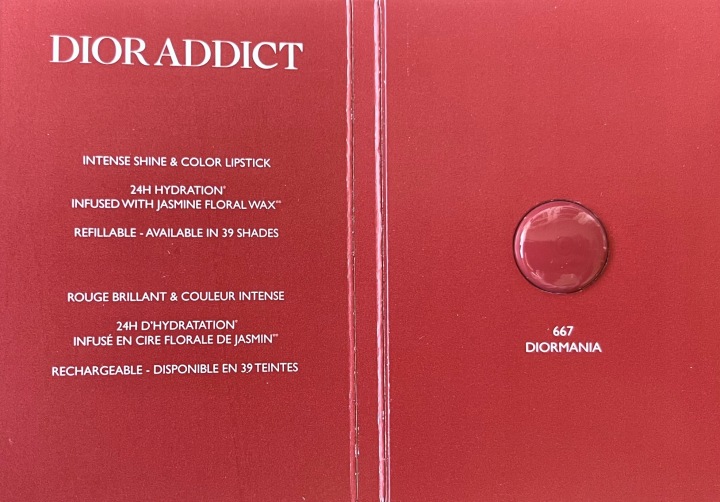 DIOR ADDICT
INTENSE SHINE & COLOR LIPSTICK
24H HYDRATION*
INFUSED WITH JASMINE FLORAL WAX***
REFILLABLE - AVAILABLE IN 39 SHADES
ROUGE BRILLANT & COULEUR INTENSE
24H D'HYDRATATION*
INFUSÉ EN CIRE FLORALE DE JASMIN***
RECHARGEABLE - DISPONIBLE EN 39 TEINTES
667
DIORMANIA